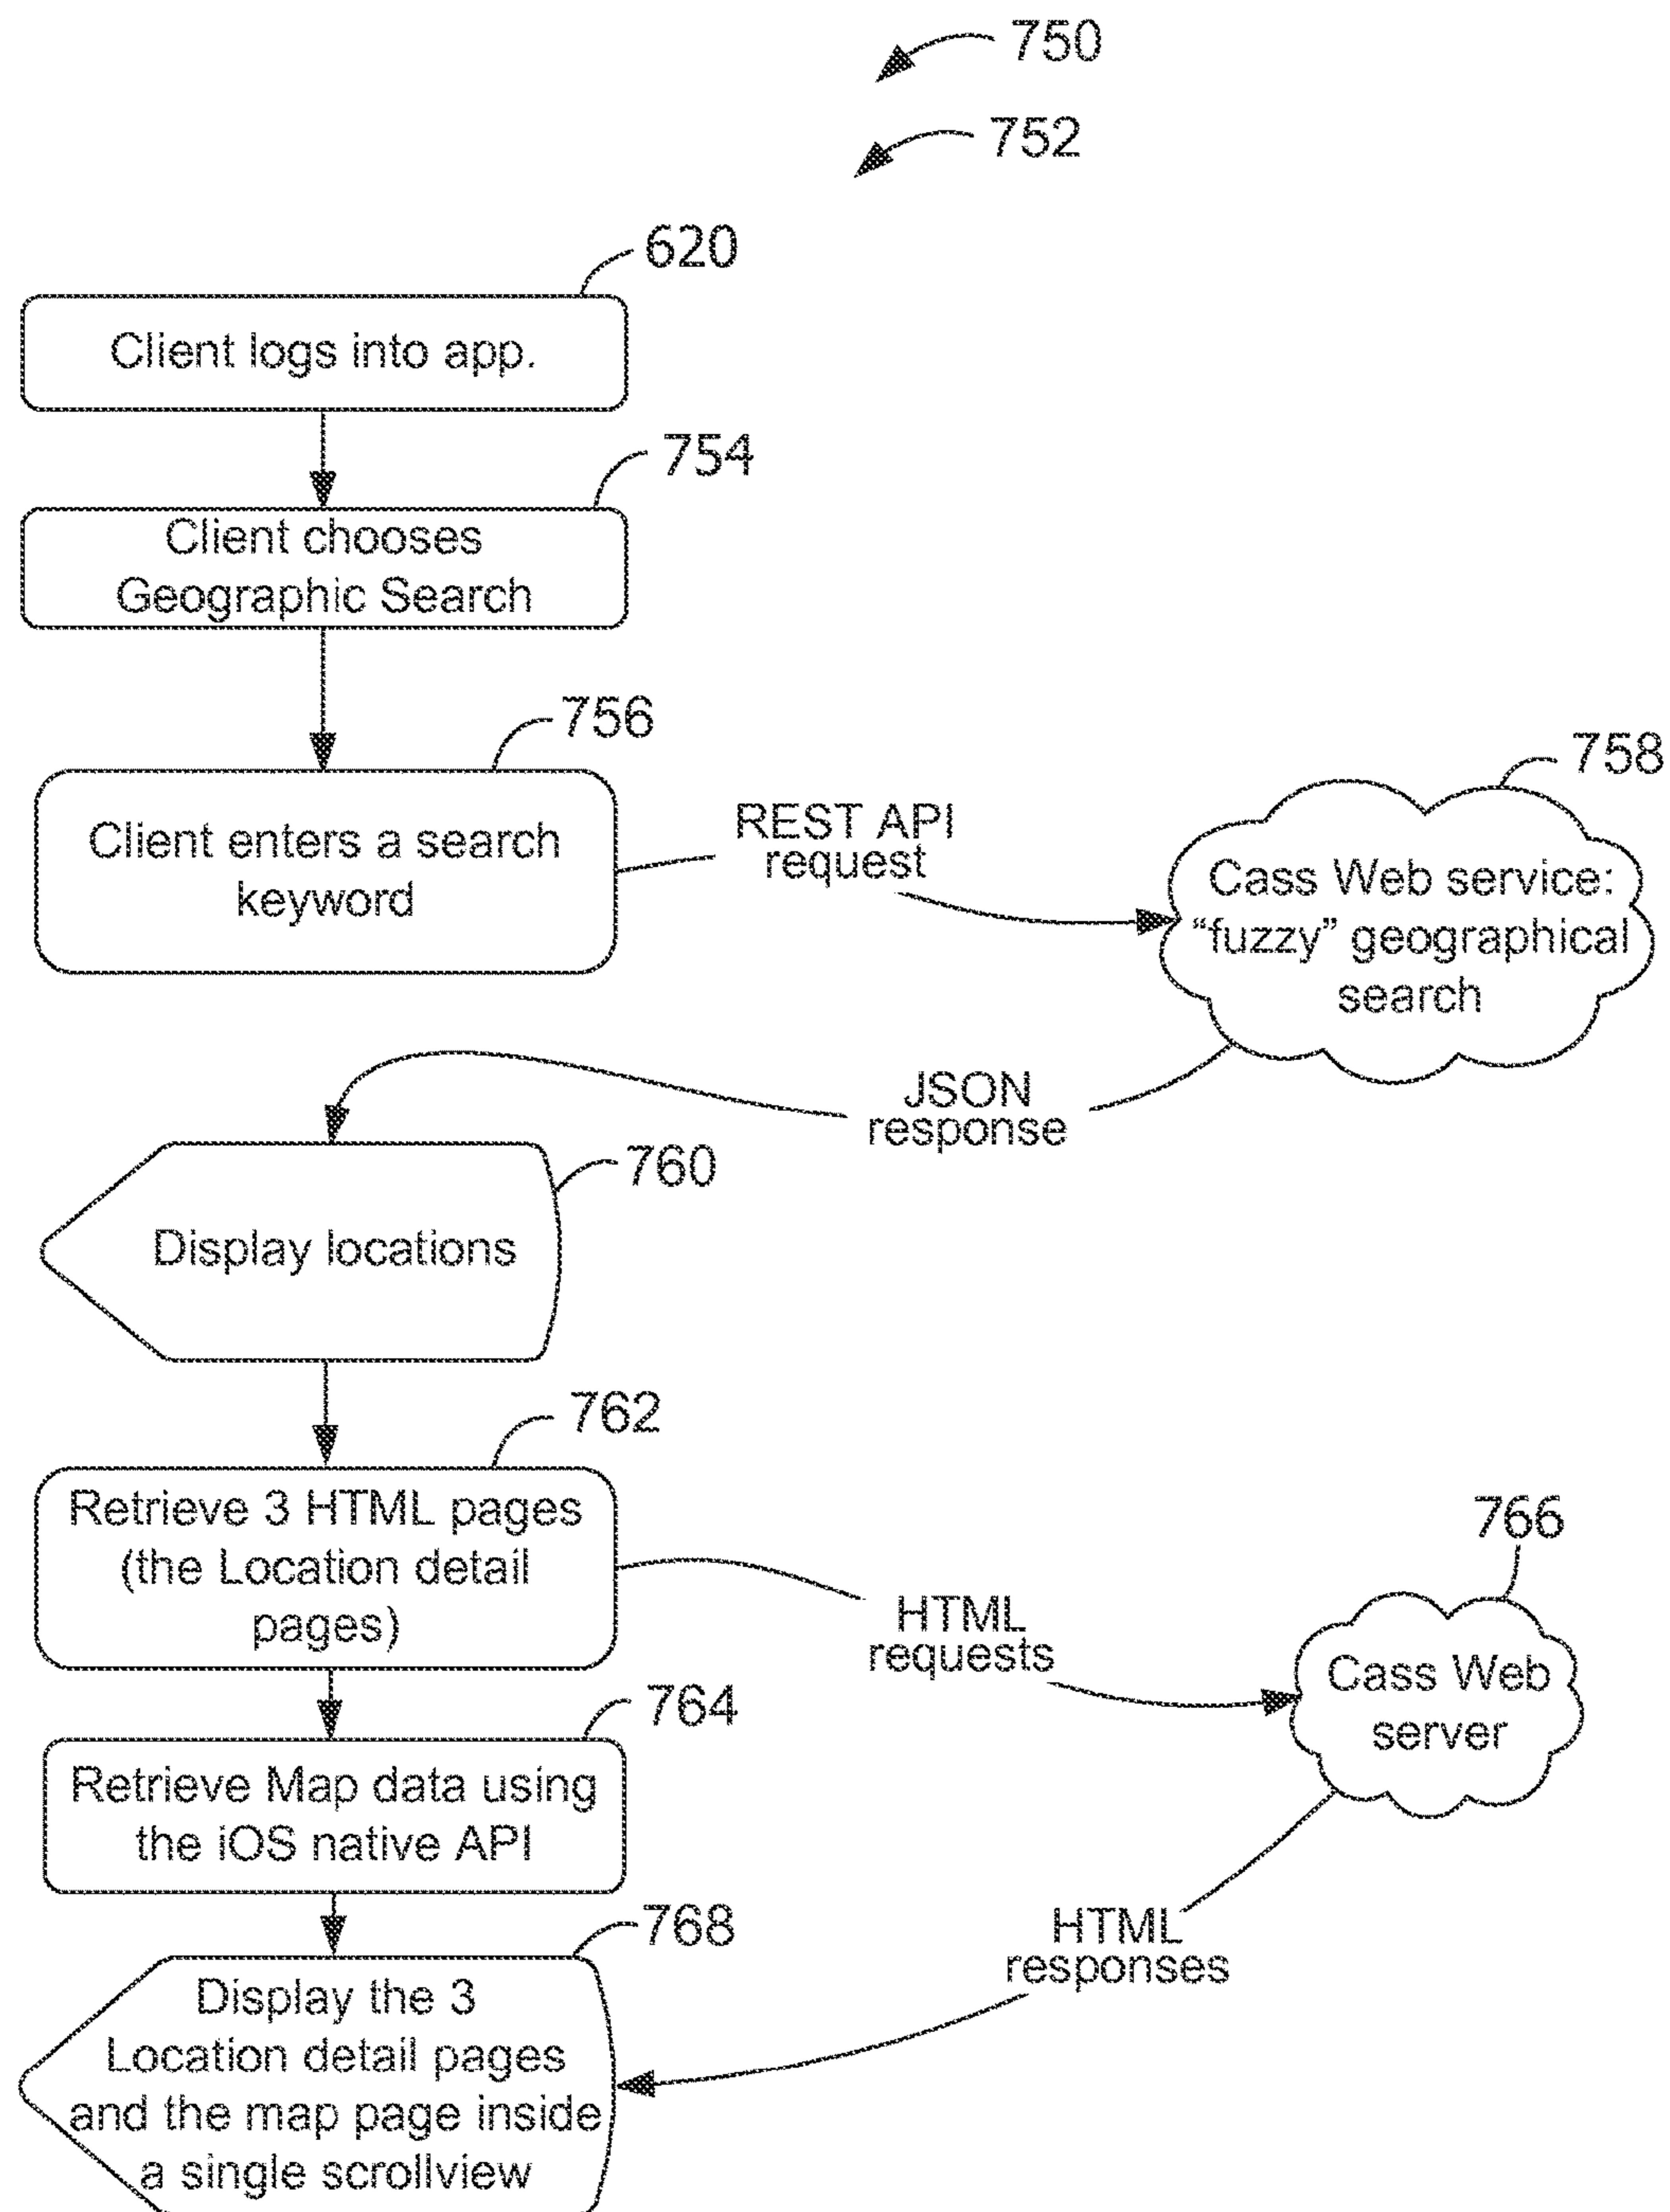 750
752
620
Client logs into app.
754
Client chooses
Geographic Search
756
Client enters a search
keyword
REST API
request
758
Cass Web service:
“fuzzy” geographical
search
JSON
response
760
Display locations
762
Retrieve 3 HTML pages
(the Location detail
pages)
HTML
requests
766
Cass Web
server
764
Retrieve Map data using
the iOS native API
768
Display the 3
Location detail pages
and the map page inside
a single scrollview
HTML
responses